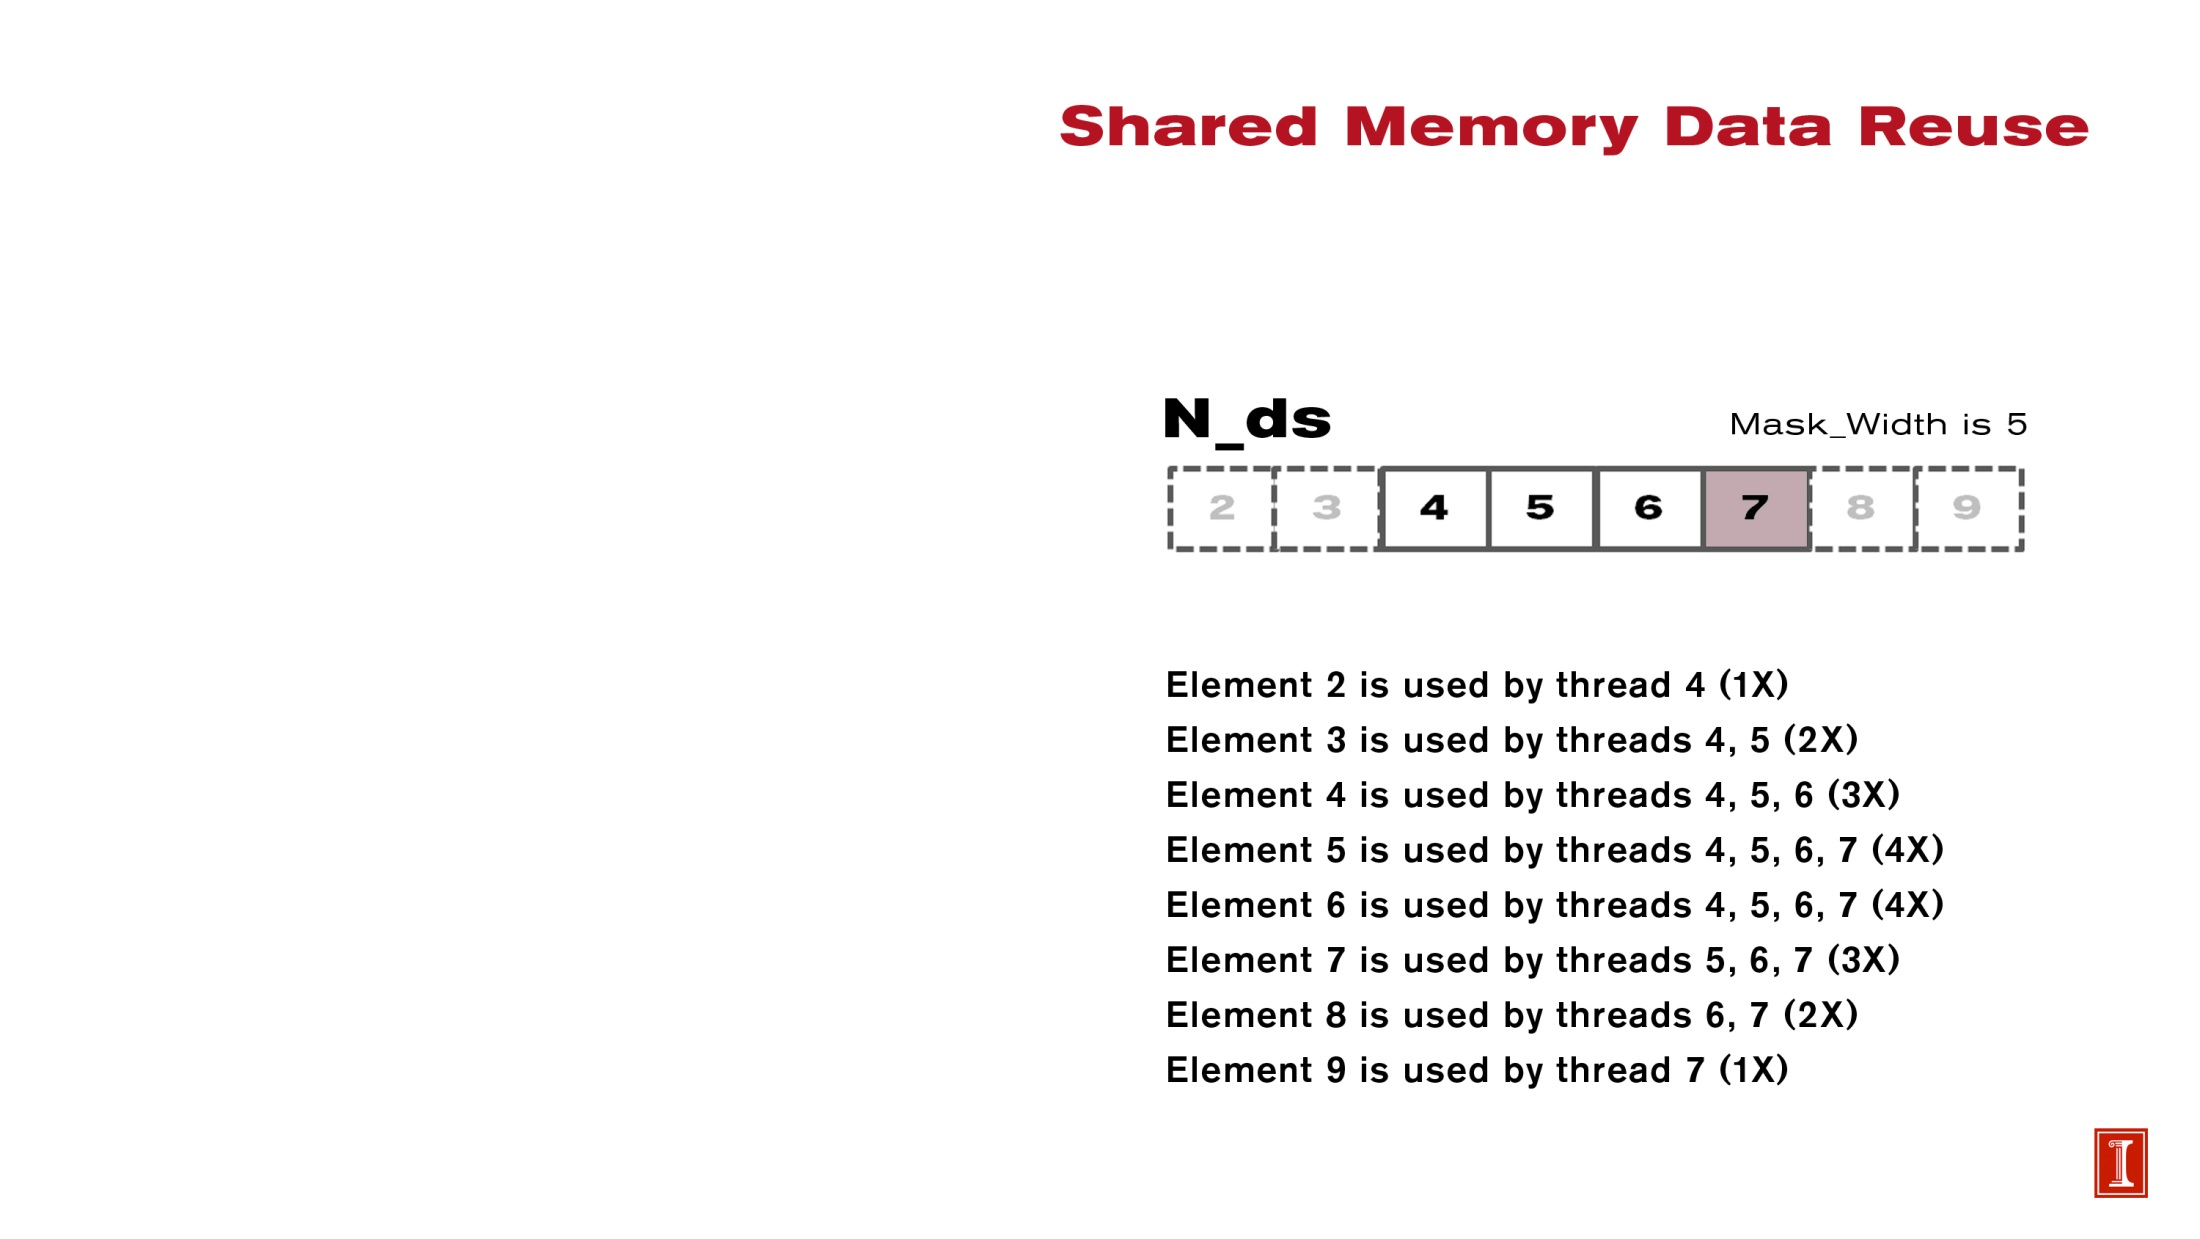 Shared Memory Data Reuse
N_ds
Mask_Width is 5
2 3 4 5 6 7 8 9
Element 2 is used by thread 4 (1X)
Element 3 is used by threads 4, 5 (2X)
Element 4 is used by threads 4, 5, 6 (3X)
Element 5 is used by threads 4, 5, 6, 7 (4X)
Element 6 is used by threads 4, 5, 6, 7 (4X)
Element 7 is used by threads 5, 6, 7 (3X)
Element 8 is used by threads 6, 7 (2X)
Element 9 is used by thread 7 (1X)
I